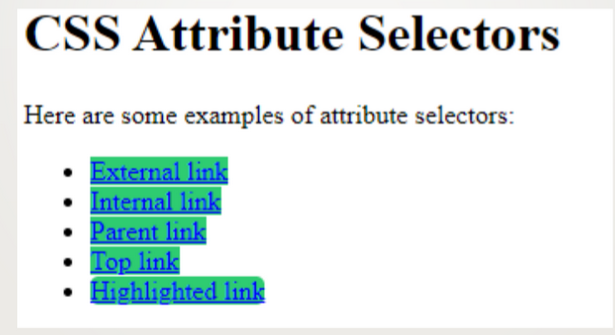 CSS Attribute Selectors
Here are some examples of attribute selectors:
External link
Internal link
Parent link
Top link
Highlighted link